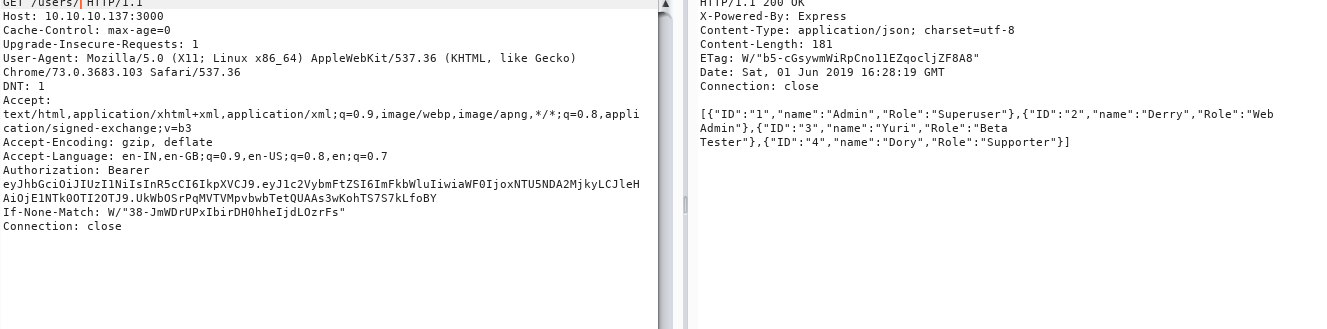 GET /users/ HTTP/1.1
Host: 10.10.10.137:3000
Cache-Control: max-age=0
Upgrade-Insecure-Requests: 1
User-Agent: Mozilla/5.0 (X11; Linux x86_64) AppleWebKit/537.36 (KHTML, like Gecko)
Chrome/73.0.3683.103 Safari/537.36
DNT: 1
Accept:
text/html,application/xhtml+xml,application/xml;q=0.9,image/webp,image/apng,*/*;q=0.8,appli
cation/signed-exchange;v=b3
Accept-Encoding: gzip, deflate
Accept-Language: en-IN,en-GB;q=0.9,en-US;q=0.8,en;q=0.7
Authorization: Bearer
eyJhbGciOiJIUzI1NiIsInR5cCI6IkpXVCJ9.eyJ1c2VybmFtZSI6ImFkbWluIiwiaWF0IjoxNTU5NDA2MjkyLCJleH
AiOjE1NTk0OTI2OTJ9.UkWbOSrPqMVTVMpvbwbTetQUAAs3wKohTS7S7kLfoBY
If-None-Match: W/"38-JmWDrUPxIbirDH0hheIjdLOzrFs"
Connection: close
HTTP/1.1 200 OK
X-Powered-By: Express
Content-Type: application/json; charset=utf-8
Content-Length: 181
ETag: W/"b5-cGsywmWiRpCno11EZqocljZF8A8"
Date: Sat, 01 Jun 2019 16:28:19 GMT
Connection: close
[{"ID":"1","name":"Admin","Role":"Superuser"},{"ID":"2","name":"Derry","Role":"Web
Admin"},{"ID":"3","name":"Yuri","Role":"Beta
Tester"},{"ID":"4","name":"Dory","Role":"Supporter"}]